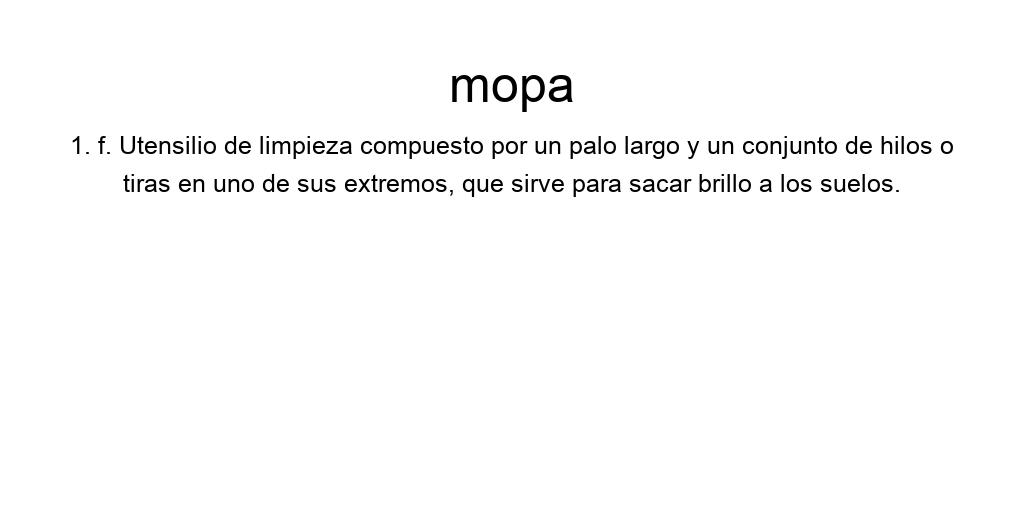 mopa
1. f. Utensilio de limpieza compuesto por un palo largo y un conjunto de hilos o
tiras en uno de sus extremos, que sirve para sacar brillo a los suelos.